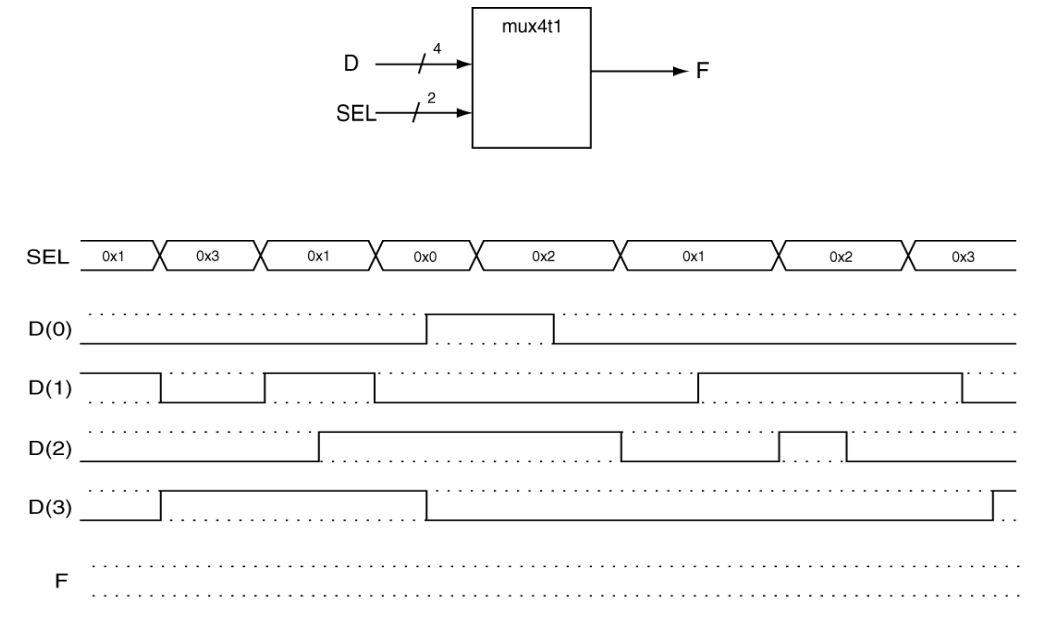 mux4t1
D 4
SEL 2
F
SEL 0x1 0x3 0x1 0x0 0x2 0x1 0x2 0x3
D(0)
D(1)
D(2)
D(3)
F